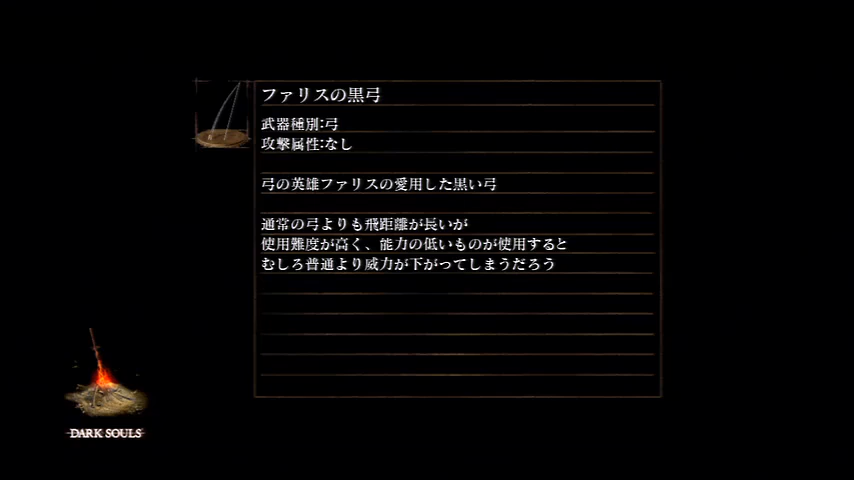 ファリスの黒弓
武器種別:弓
攻撃属性:なし
弓の英雄ファリスの愛用した黒い弓
通常の弓よりも飛距離が長いが
使用難度が高く、能力の低いものが使用すると
むしろ普通より威力が下がってしまうだろう
DARK SOULS